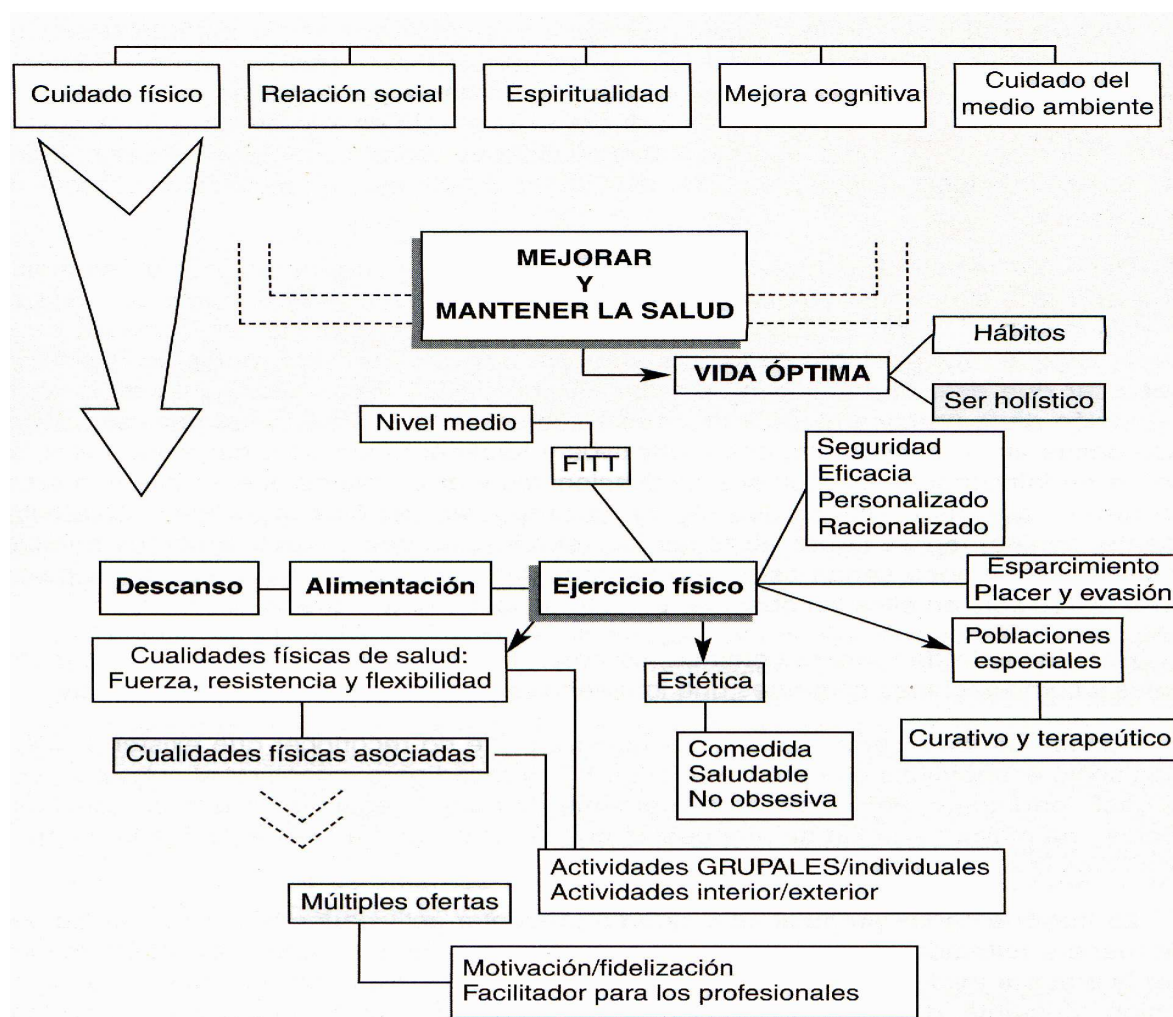 Cuidado físico
Relación social
Espiritualidad
Mejora cognitiva
Cuidado del
medio ambiente
MEJORAR
Y
MANTENER LA SALUD
VIDA ÓPTIMA
Hábitos
Ser holístico
Nivel medio
FITT
Seguridad
Eficacia
Personalizado
Racionalizado
Descanso
Alimentación
Ejercicio físico
Esparcimiento
Placer y evasión
Poblaciones
especiales
Curativo y terapeútico
Cualidades físicas de salud:
Fuerza, resistencia y flexibilidad
Estética
Cualidades físicas asociadas
Comedida
Saludable
No obsesiva
Actividades GRUPALES/individuales
Actividades interior/exterior
Múltiples ofertas
Motivación/fidelización
Facilitador para los profesionales